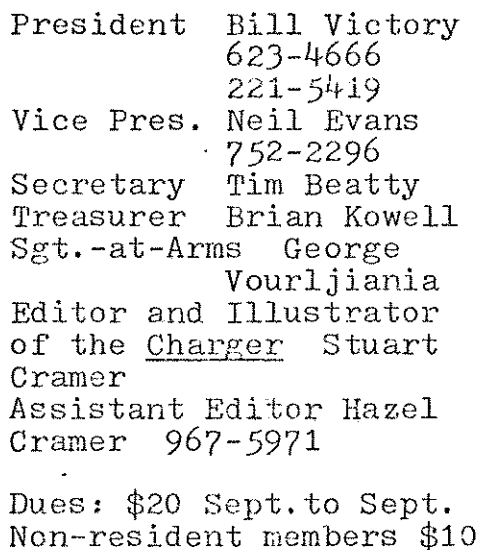 President Bill Victory
623-4666
221-5419
Vice Pres. Neil Evans
752-2296
Secretary Tim Beatty
Treasurer Brian Kowell
Sgt.-at-Arms George
Vourljiania
Editor and Illustrator
of the Charger Stuart
Cramer
Assistant Editor Hazel
Cramer 967-5971
Dues: $20 Sept.to Sept.
Non-resident members $10